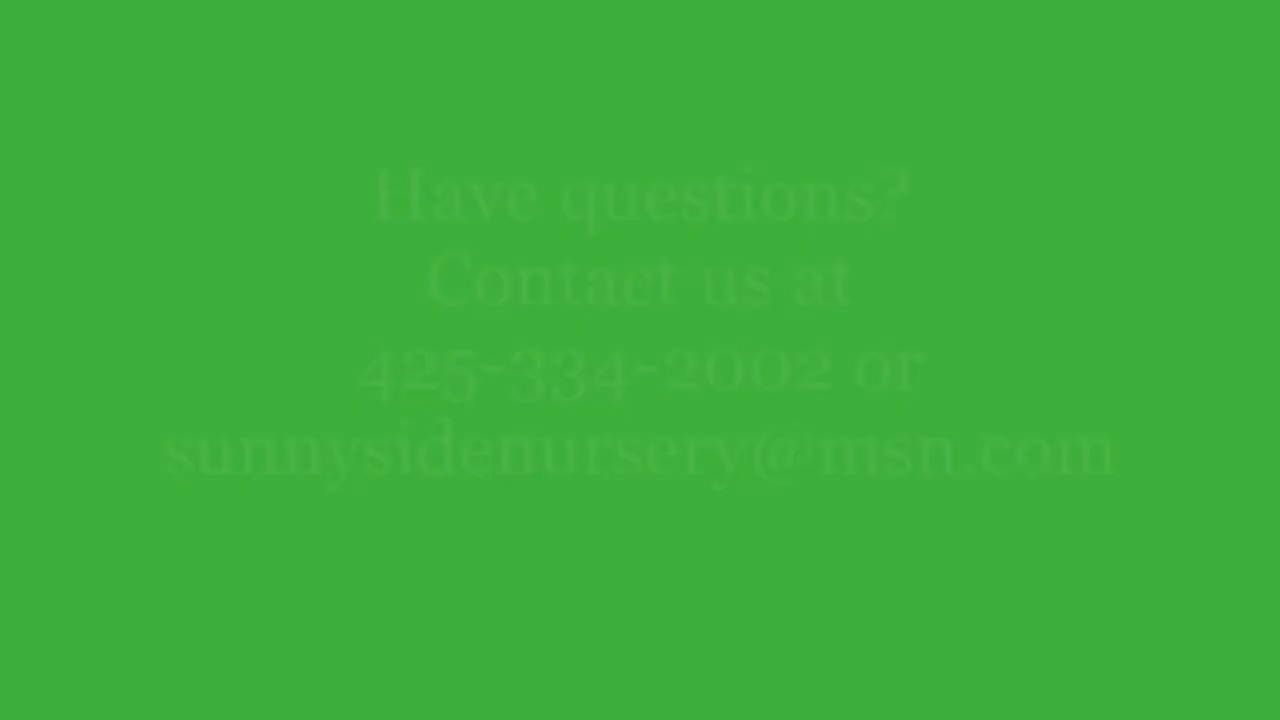 Have questions?
Contact us at
425-334-2002 or
sunnysidenursery@msn.com